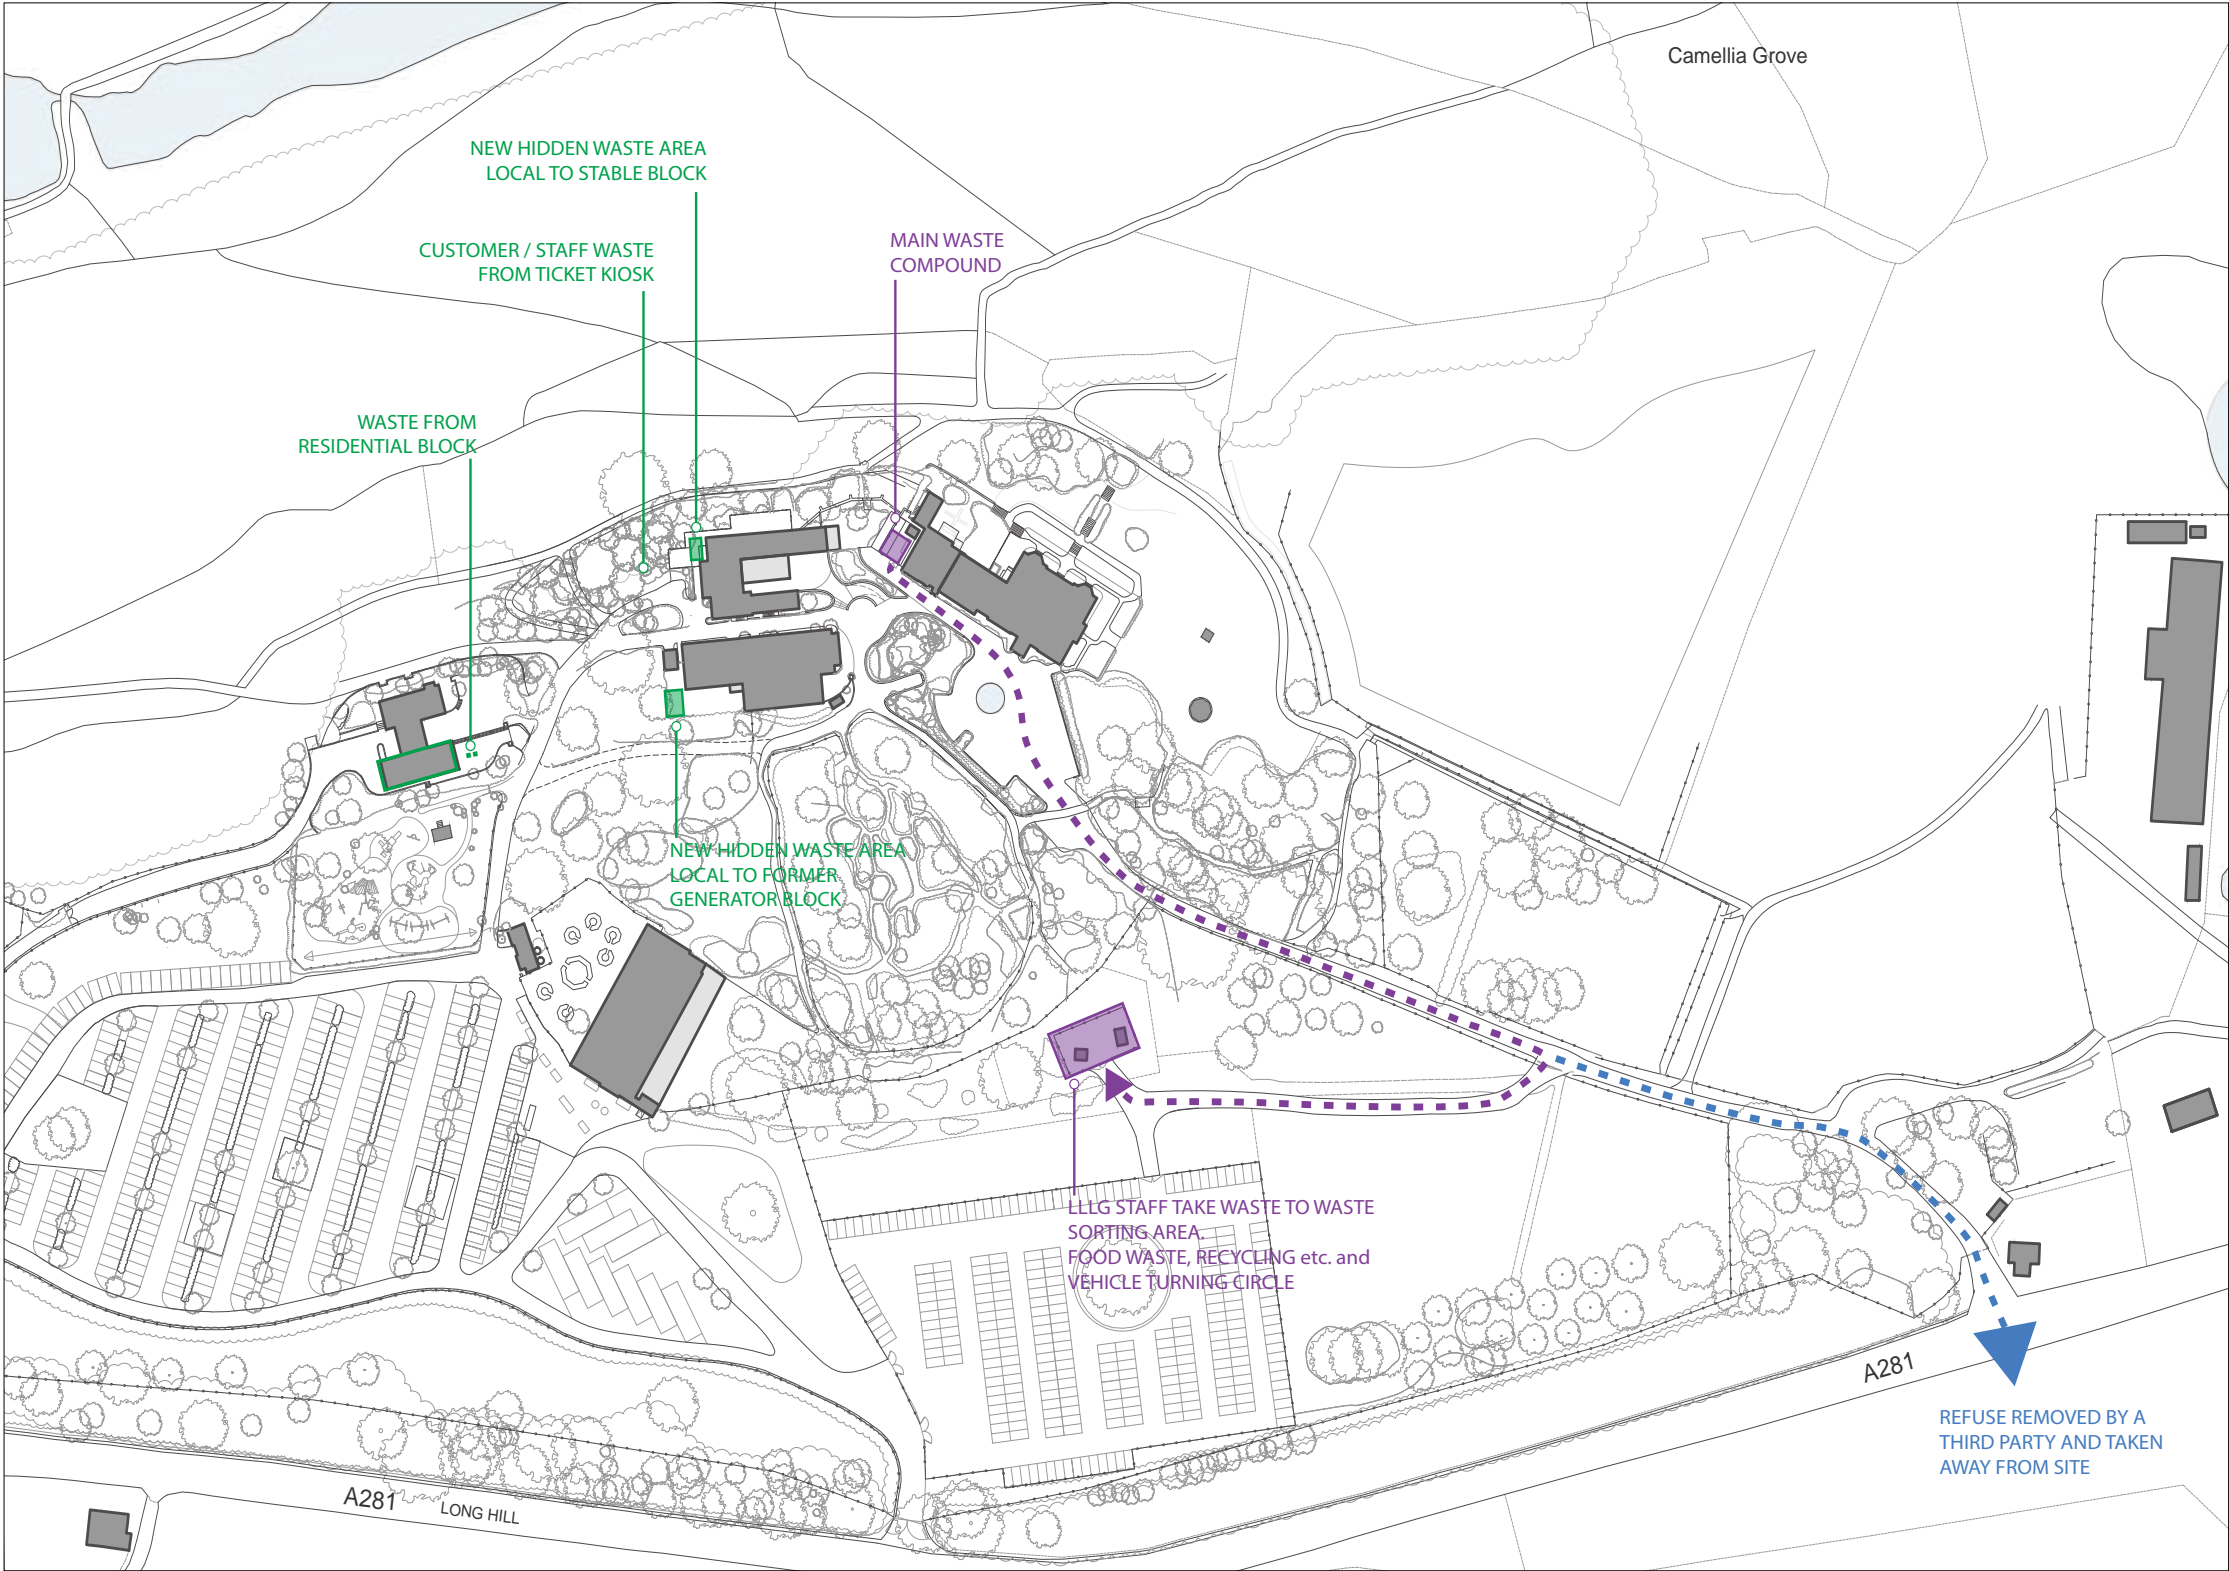 Camellia Grove
NEW HIDDEN WASTE AREA
LOCAL TO STABLE BLOCK
CUSTOMER / STAFF WASTE
FROM TICKET KIOSK
MAIN WASTE
COMPOUND
WASTE FROM
RESIDENTIAL BLOCK
NEW HIDDEN WASTE AREA
LOCAL TO FORMER
GENERATOR BLOCK
LLLG STAFF TAKE WASTE TO WASTE
SORTING AREA.
FOOD WASTE, RECYCLING etc. and
VEHICLE TURNING CIRCLE
A281
REFUSE REMOVED BY A
THIRD PARTY AND TAKEN
AWAY FROM SITE
A281
LONG HILL